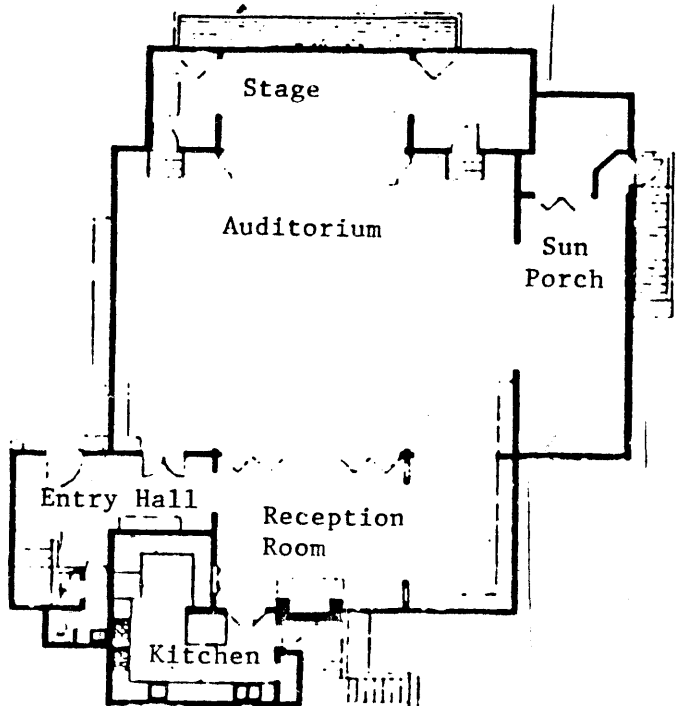 Stage
Auditorium
Sun
Porch
Entry Hall
Reception
Room
Kitchen